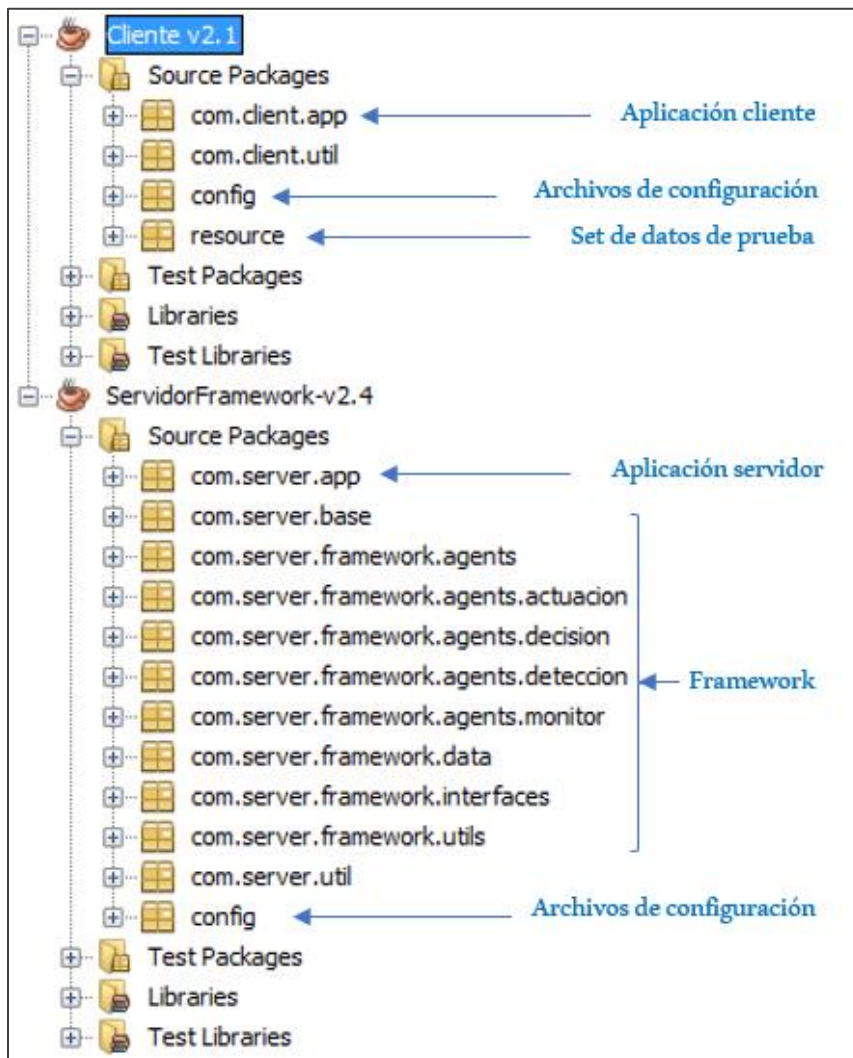 Cliente v2.1
Source Packages
com.client.app Aplicación cliente
com.client.util
config Archivos de configuración
resource Set de datos de prueba
Test Packages
Libraries
Test Libraries
ServidorFramework-v2.4
Source Packages
com.server.app Aplicación servidor
com.server.base
com.server.framework.agents
com.server.framework.agents.actuacion
com.server.framework.agents.decision
com.server.framework.agents.deteccion Framework
com.server.framework.agents.monitor
com.server.framework.data
com.server.framework.interfaces
com.server.framework.utils
com.server.util
config Archivos de configuración
Test Packages
Libraries
Test Libraries